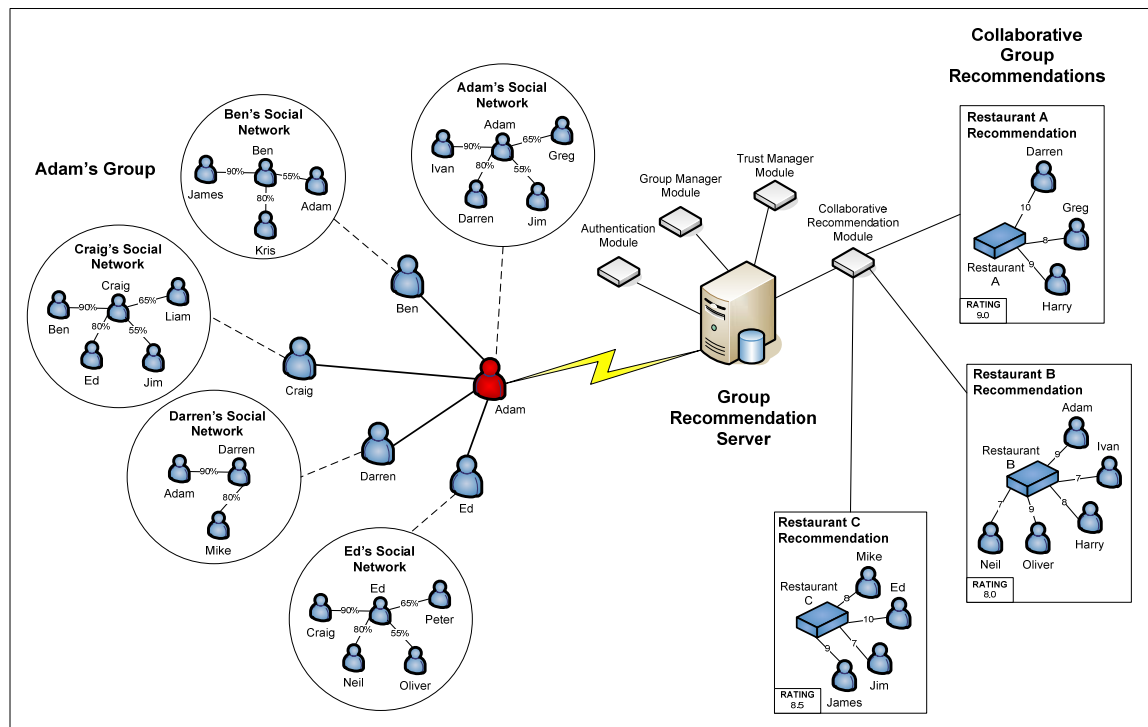 Collaborative
Group
Recommendations
Adam's Group
Ben's Social
Network
Ben
James
90%
55%
Adam
80%
Kris
Adam's Social
Network
Adam
Ivan
90%
65%
Greg
80%
55%
Darren
Jim
Craig's Social
Network
Craig
Ben
90%
65%
Liam
80%
55%
Ed
Jim
Darren's Social
Network
Darren
Adam
90%
80%
Mike
Ed's Social
Network
Ed
Craig
90%
65%
Peter
80%
55%
Neil
Oliver
Ben
Craig
Darren
Ed
Adam
Authentication
Module
Group Manager
Module
Trust Manager
Module
Collaborative
Recommendation
Module
Group
Recommendation
Server
Restaurant A
Recommendation
Darren
10
Greg
8
9
Restaurant
A
Harry
RATING
9.0
Restaurant B
Recommendation
Adam
Restaurant
B
9
Ivan
7
7
9
8
Harry
Neil
Oliver
RATING
8.0
Restaurant C
Recommendation
Mike
Restaurant
C
8
Ed
10
9
7
Jim
James
RATING
8.5